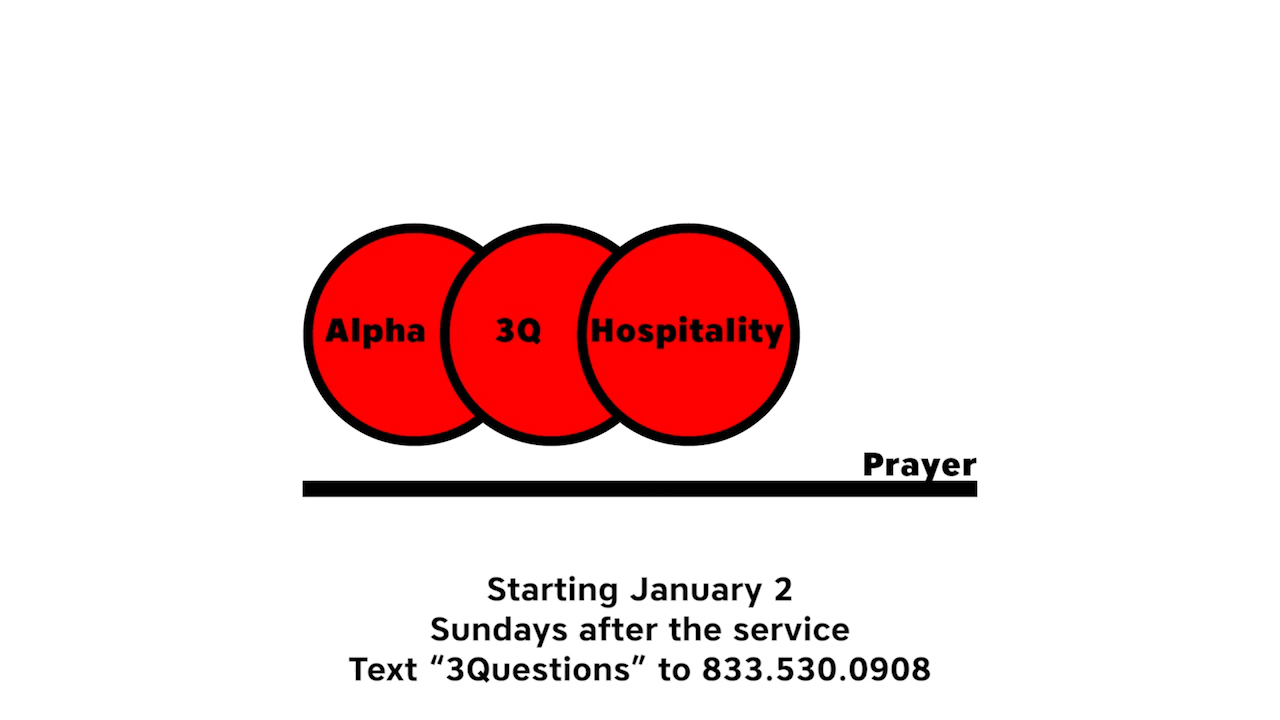 Alpha 3Q Hospitality
Prayer
Starting January 2
Sundays after the service
Text “3Questions” to 833.530.0908